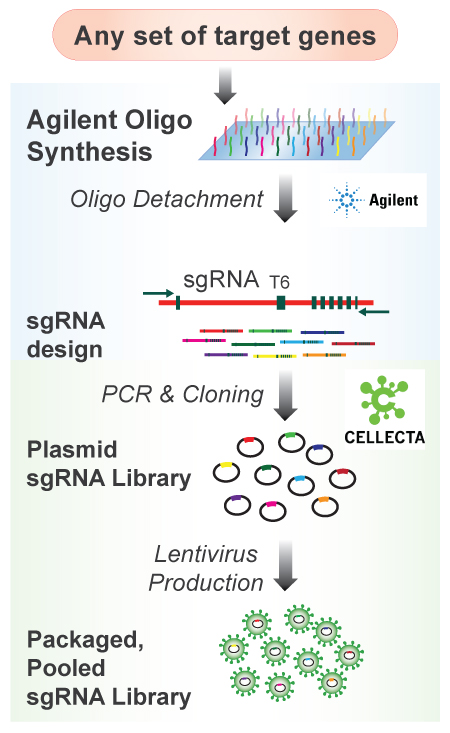 Any set of target genes
Agilent Oligo
Synthesis
Oligo Detachment
Agilent
sgRNA T6
sgRNA
design
PCR & Cloning
CELLECTA
Plasmid
sgRNA Library
Lentivirus
Production
Packaged,
Pooled
sgRNA Library